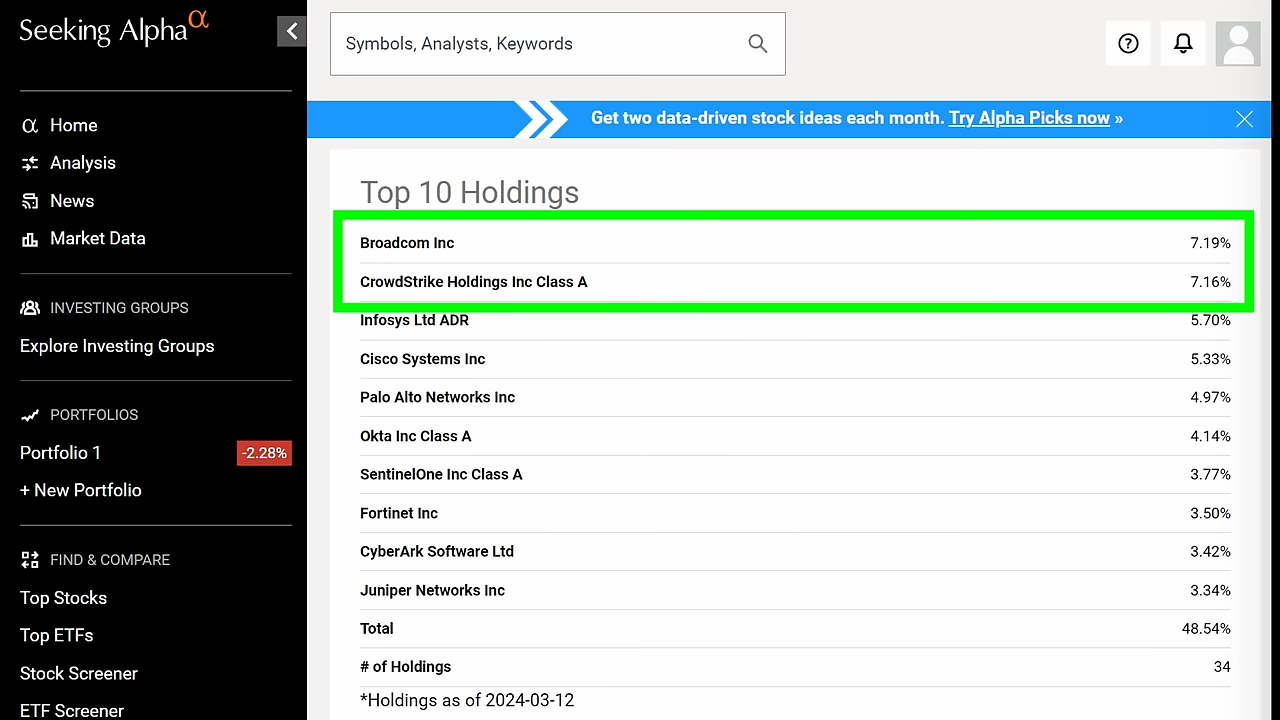 Seeking Alpha α
Home
Analysis
News
Market Data
INVESTING GROUPS
Explore Investing Groups
PORTFOLIOS
Portfolio 1 -2.28%
+ New Portfolio
FIND & COMPARE
Top Stocks
Top ETFs
Stock Screener
ETF Screener
Symbols, Analysts, Keywords
Get two data-driven stock ideas each month. Try Alpha Picks now »
Top 10 Holdings
Broadcom Inc 7.19%
CrowdStrike Holdings Inc Class A 7.16%
Infosys Ltd ADR 5.70%
Cisco Systems Inc 5.33%
Palo Alto Networks Inc 4.97%
Okta Inc Class A 4.14%
SentinelOne Inc Class A 3.77%
Fortinet Inc 3.50%
CyberArk Software Ltd 3.42%
Juniper Networks Inc 3.34%
Total 48.54%
# of Holdings 34
*Holdings as of 2024-03-12